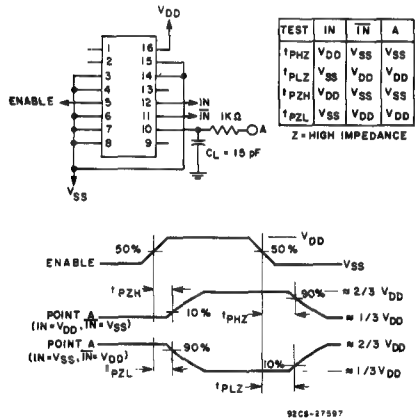 VDD
1 16
2 15
3 14
4 13
ENABLE 5 12 IN
6 11 I̅N̅
7 10 1KΩ A
8 9
CL = 15 pF
VSS
TEST IN I̅N̅ A
tPHZ VDD VSS VSS
tPLZ VSS VDD VDD
tPZH VDD VSS VSS
tPZL VSS VDD VDD
Z = HIGH IMPEDANCE
ENABLE 50% 50% VDD
VSS
tPZH 90% ≈ 2/3 VDD
POINT A 10% tPHZ ≈ 1/3 VDD
(IN=VDD, I̅N̅=VSS)
POINT A 90% ≈ 2/3 VDD
(IN=VSS, I̅N̅=VDD)
tPZL 10% ≈ 1/3 VDD
tPLZ
92CS-27597